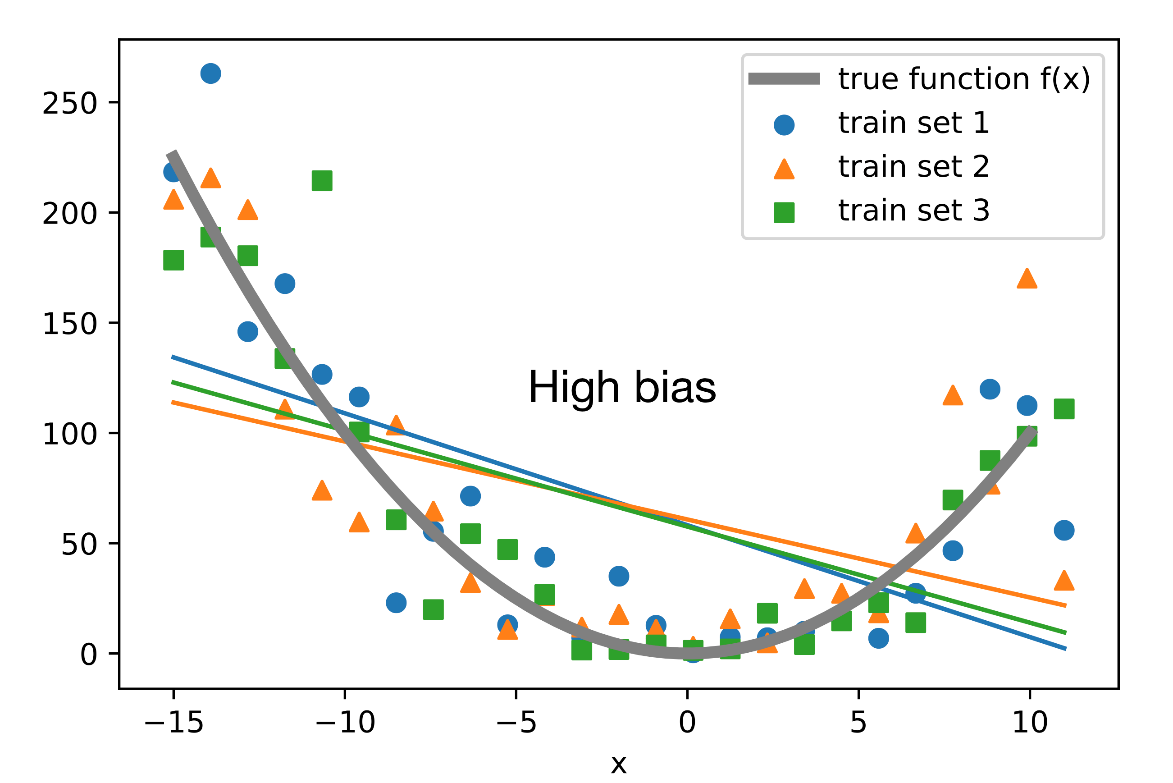 true function f(x)
train set 1
train set 2
train set 3
High bias
250
200
150
100
50
0
−15
−10
−5
0
5
10
x